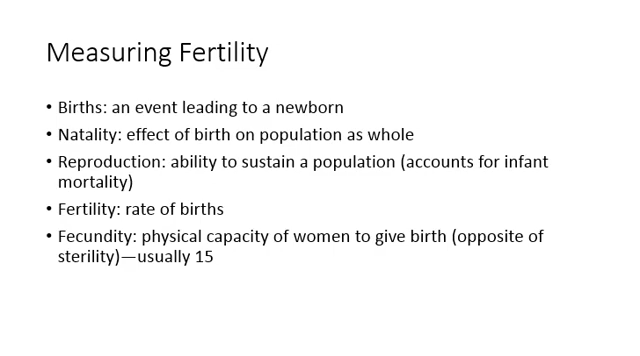 Measuring Fertility
• Births: an event leading to a newborn
• Natality: effect of birth on population as whole
• Reproduction: ability to sustain a population (accounts for infant
mortality)
• Fertility: rate of births
• Fecundity: physical capacity of women to give birth (opposite of
sterility)—usually 15